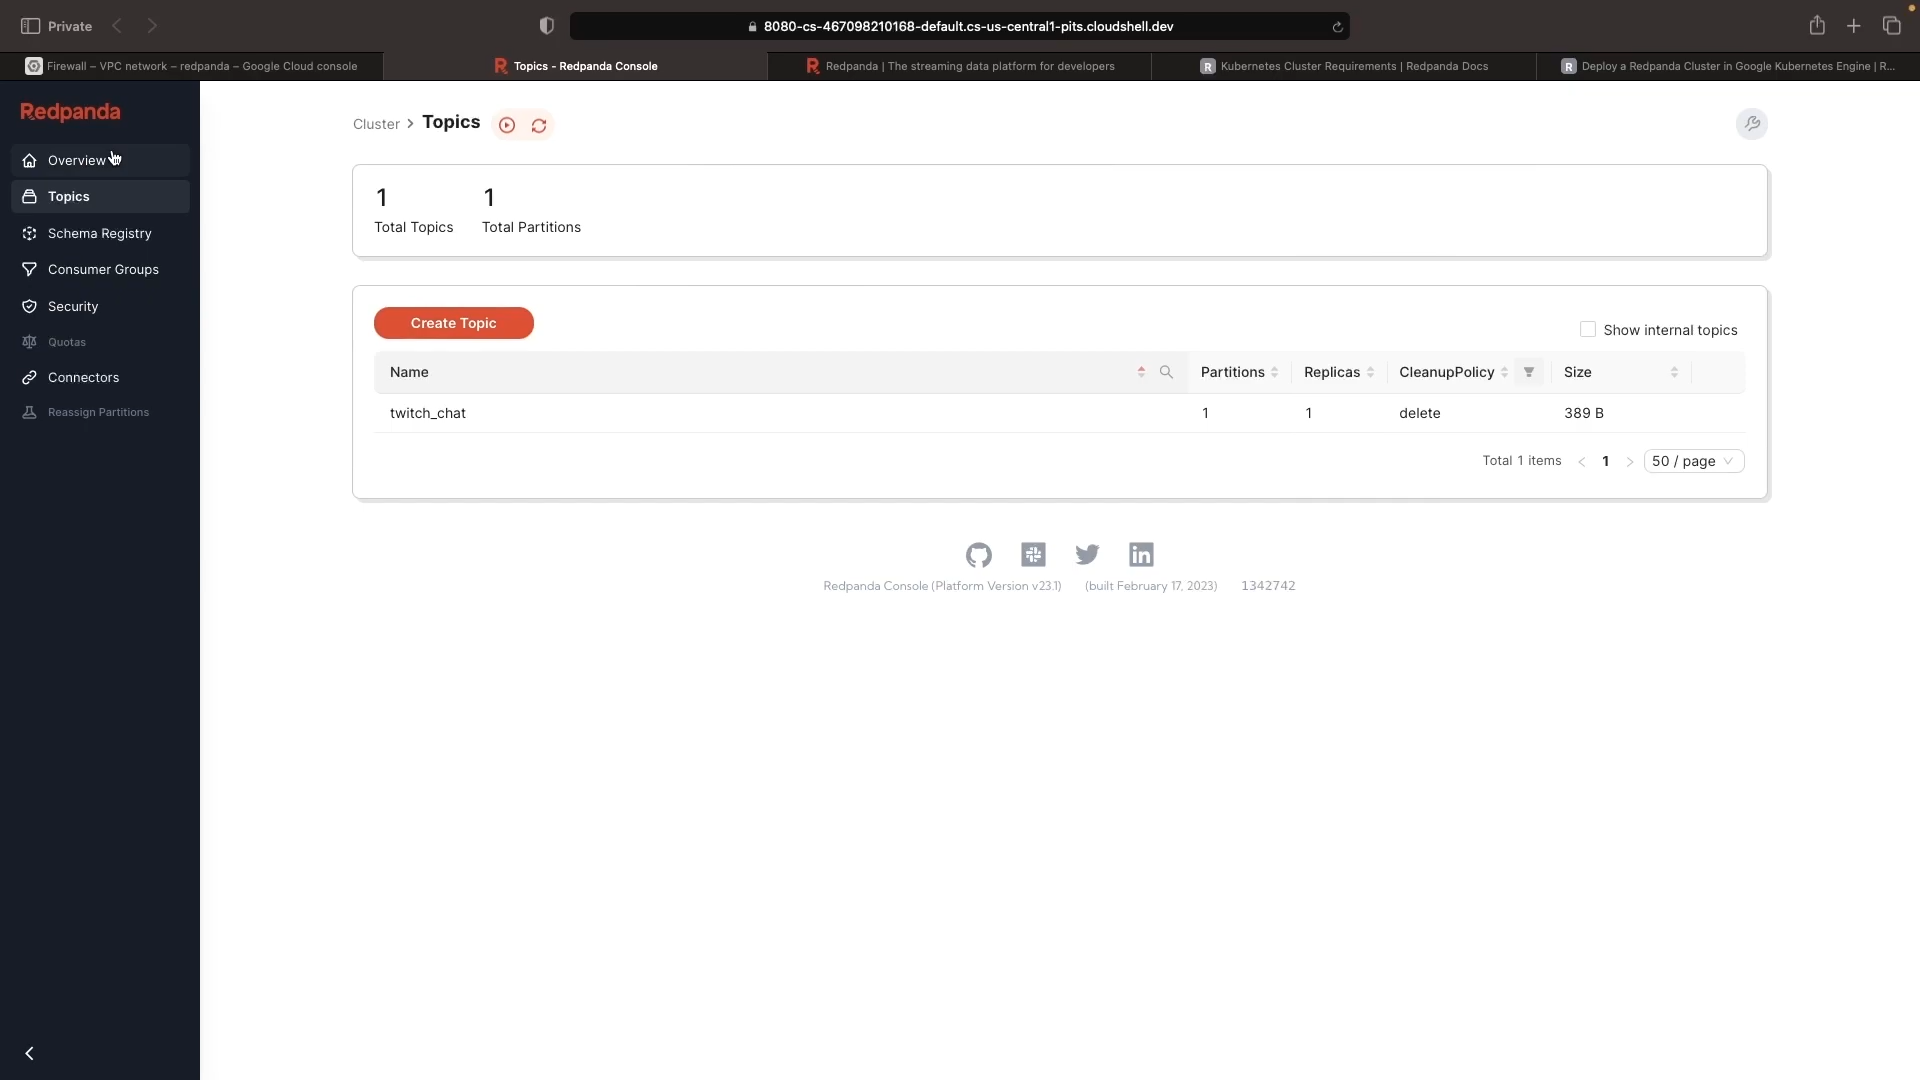 Private
8080-cs-467098210168-default.cs-us-central1-pits.cloudshell.dev
Firewall – VPC network – redpanda – Google Cloud console
Topics - Redpanda Console
Redpanda | The streaming data platform for developers
Kubernetes Cluster Requirements | Redpanda Docs
Deploy a Redpanda Cluster in Google Kubernetes Engine | R...
Redpanda
Overview
Topics
Schema Registry
Consumer Groups
Security
Quotas
Connectors
Reassign Partitions
Cluster > Topics
1 1
Total Topics Total Partitions
Create Topic
Show internal topics
Name Partitions Replicas CleanupPolicy Size
twitch_chat 1 1 delete 389 B
Total 1 items < 1 > 50 / page
Redpanda Console (Platform Version v23.1) (built February 17, 2023) 1342742